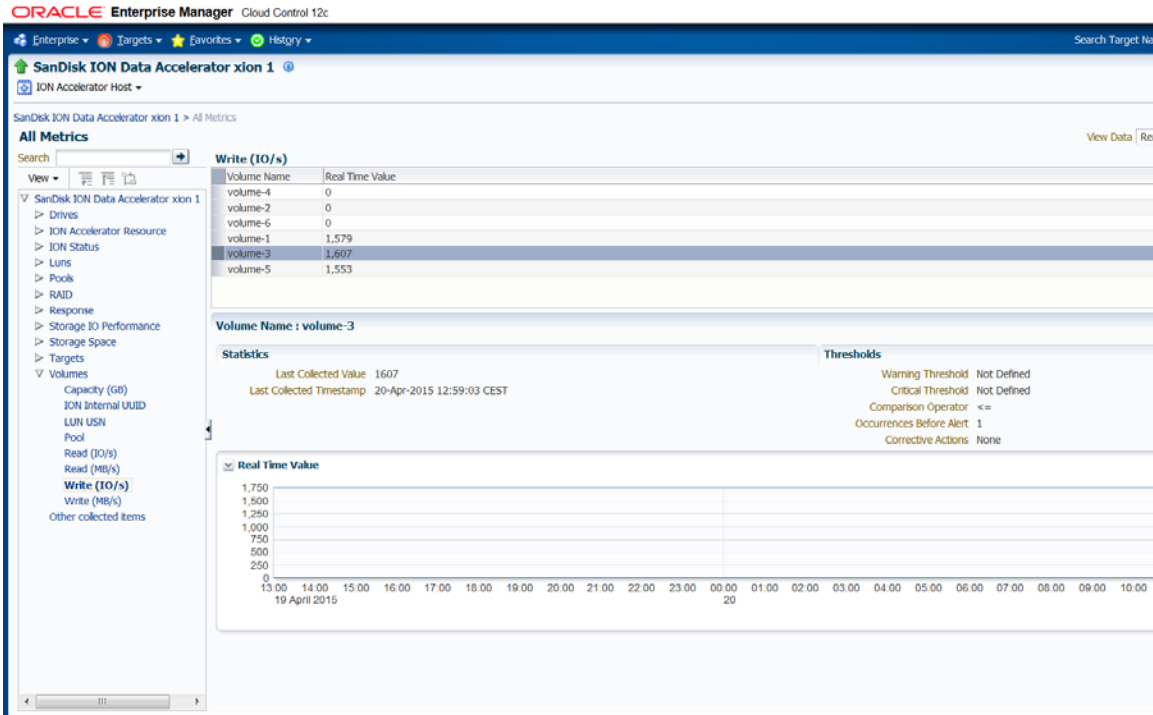 ORACLE Enterprise Manager Cloud Control 12c
Enterprise Targets Favorites History Search Target Na
SanDisk ION Data Accelerator xion 1
ION Accelerator Host
SanDisk ION Data Accelerator xion 1 > All Metrics
All Metrics
View Data Re
Search
View
SanDisk ION Data Accelerator xion 1
Drives
ION Accelerator Resource
ION Status
Luns
Pools
RAID
Response
Storage IO Performance
Storage Space
Targets
Volumes
Capacity (GB)
ION Internal UUID
LUN USN
Pool
Read (IO/s)
Read (MB/s)
Write (IO/s)
Write (MB/s)
Other collected items
Write (IO/s)
Volume Name Real Time Value
volume-4 0
volume-2 0
volume-6 0
volume-1 1,579
volume-3 1,607
volume-5 1,553
Volume Name : volume-3
Statistics
Last Collected Value 1607
Last Collected Timestamp 20-Apr-2015 12:59:03 CEST
Thresholds
Warning Threshold Not Defined
Critical Threshold Not Defined
Comparison Operator <=
Occurrences Before Alert 1
Corrective Actions None
Real Time Value
1,750
1,500
1,250
1,000
750
500
250
0
13:00 14:00 15:00 16:00 17:00 18:00 19:00 20:00 21:00 22:00 23:00 00:00 01:00 02:00 03:00 04:00 05:00 06:00 07:00 08:00 09:00 10:00
19 April 2015 20